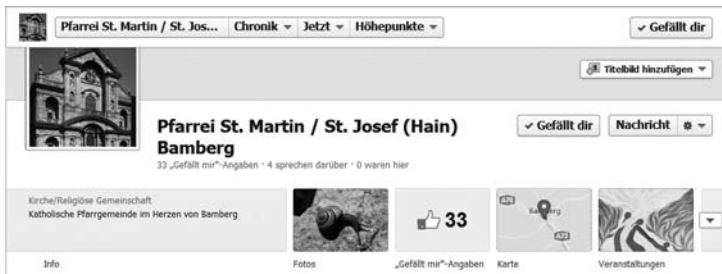 Pfarrei St. Martin / St. Jos... Chronik Jetzt Höhepunkte Gefällt dir
Titelbild hinzufügen
Pfarrei St. Martin / St. Josef (Hain)
Bamberg
Gefällt dir Nachricht
33 „Gefällt mir“-Angaben · 4 sprechen darüber · 0 waren hier
Kirche/Religiöse Gemeinschaft
Katholische Pfarrgemeinde im Herzen von Bamberg
33
A70
A73
Info Fotos „Gefällt mir“-Angaben Karte Veranstaltungen